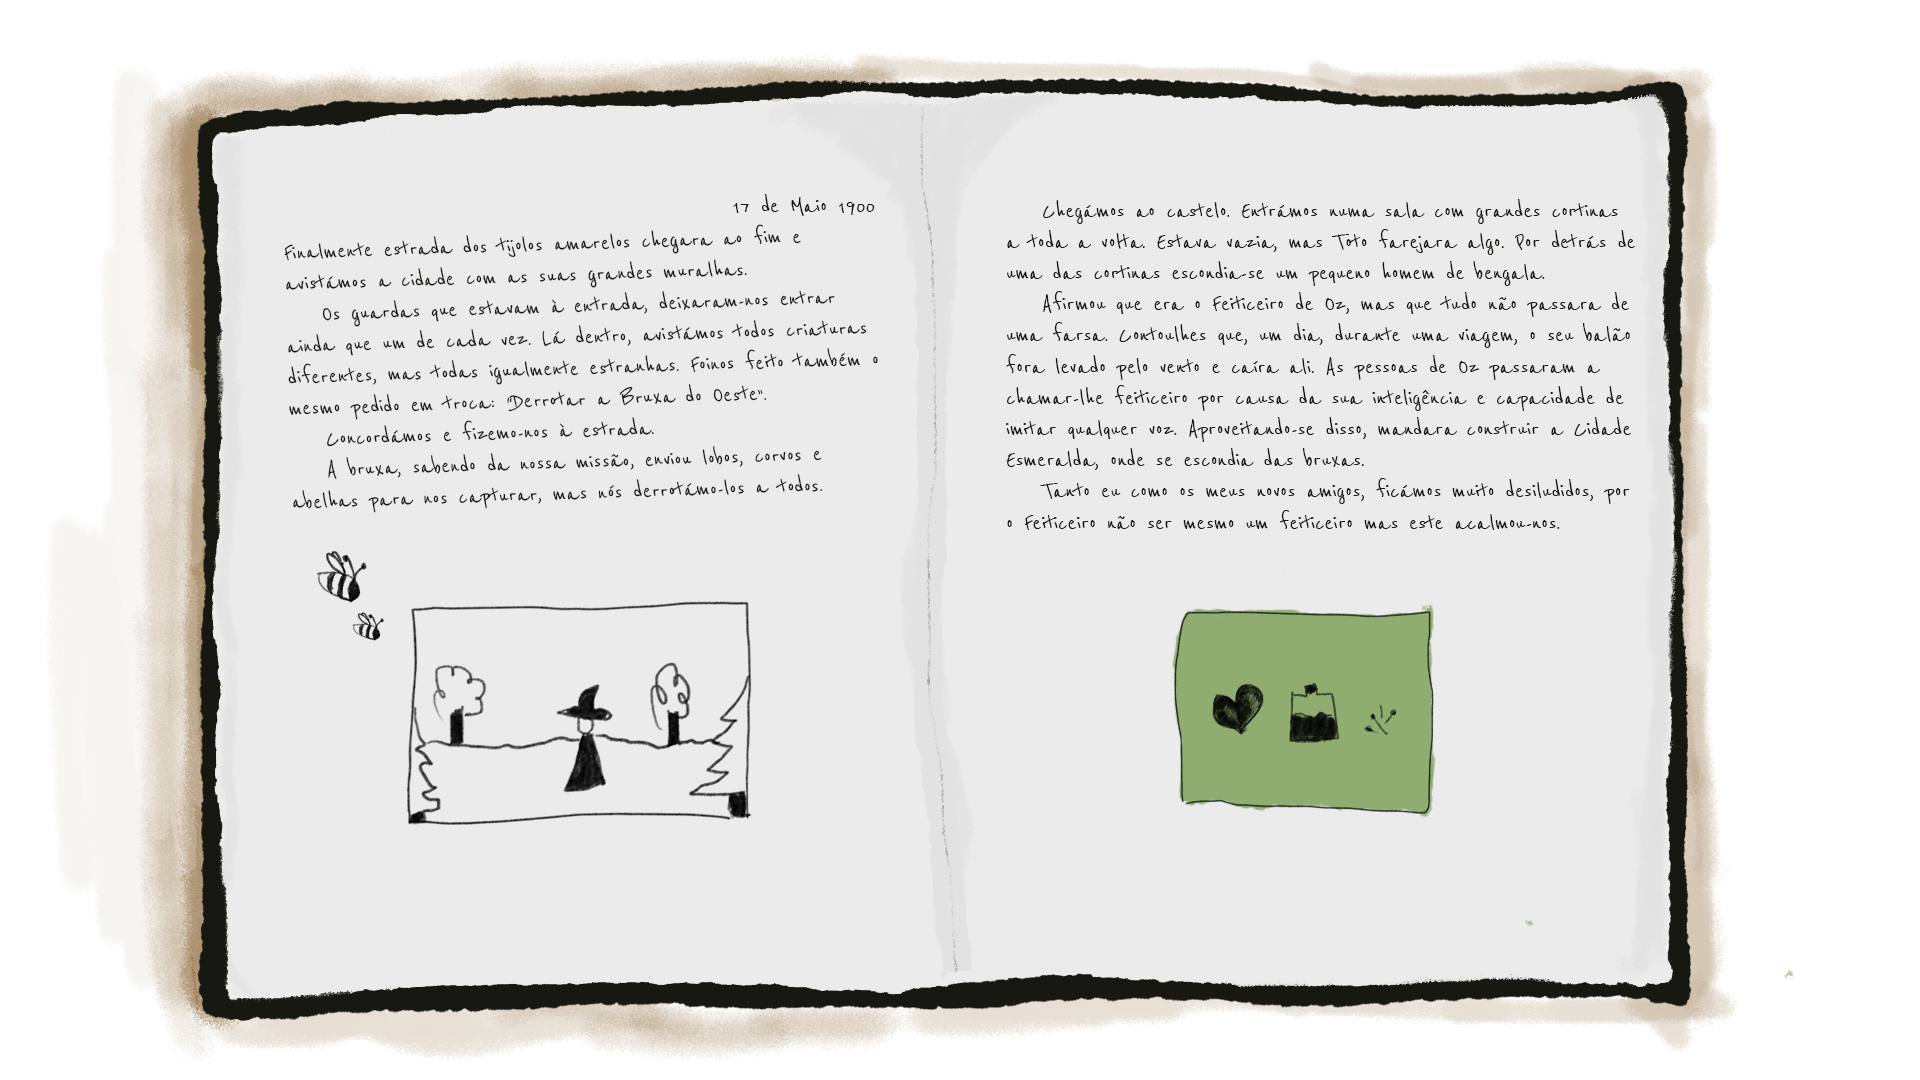 17 de Maio 1900
Finalmente estrada dos tijolos amarelos chegara ao fim e
avistámos a cidade com as suas grandes muralhas.
Os guardas que estavam à entrada, deixaram-nos entrar
ainda que um de cada vez. Lá dentro, avistámos todos criaturas
diferentes, mas todas igualmente estranhas. Foinos feito também o
mesmo pedido em troca: "Derrotar a Bruxa do Oeste".
Concordámos e fizemo-nos à estrada.
A bruxa, sabendo da nossa missão, enviou lobos, corvos e
abelhas para nos capturar, mas nós derrotámo-los a todos.
Chegámos ao castelo. Entrámos numa sala com grandes cortinas
a toda a volta. Estava vazia, mas Toto farejara algo. Por detrás de
uma das cortinas escondia-se um pequeno homem de bengala.
Afirmou que era o Feiticeiro de Oz, mas que tudo não passara de
uma farsa. Contoulhes que, um dia, durante uma viagem, o seu balão
fora levado pelo vento e caíra ali. As pessoas de Oz passaram a
chamar-lhe feiticeiro por causa da sua inteligência e capacidade de
imitar qualquer voz. Aproveitando-se disso, mandara construir a Cidade
Esmeralda, onde se escondia das bruxas.
Tanto eu como os meus novos amigos, ficámos muito desiludidos, por
o Feiticeiro não ser mesmo um feiticeiro mas este acalmou-nos.